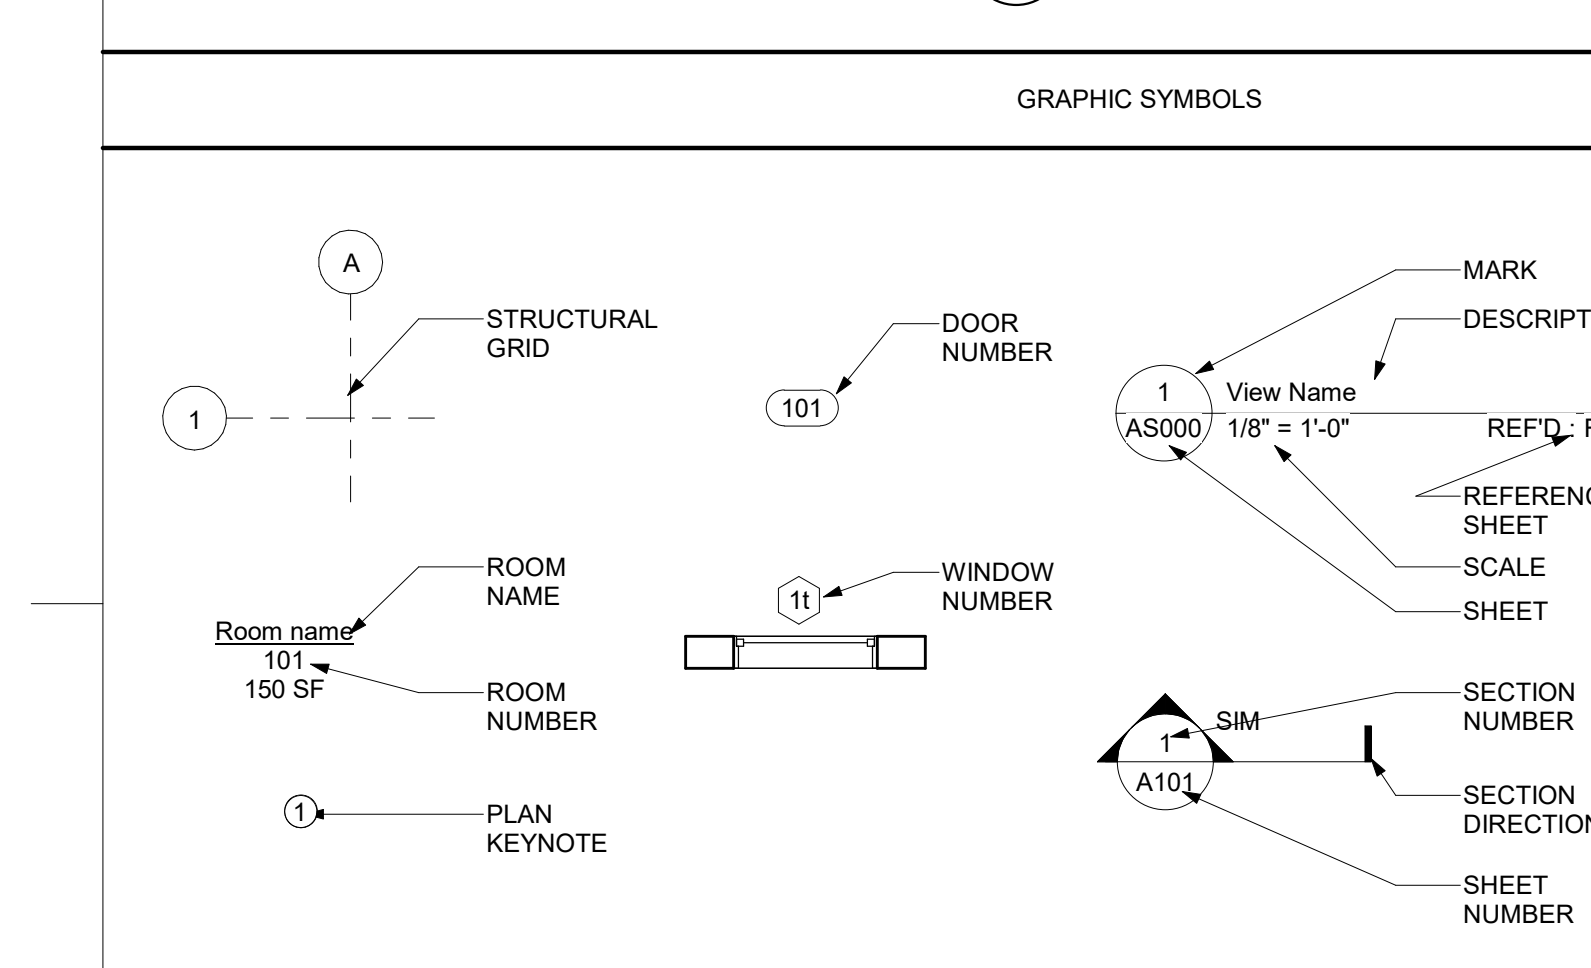 GRAPHIC SYMBOLS
A
1
STRUCTURAL
GRID
Room name
101
150 SF
ROOM
NAME
ROOM
NUMBER
1
PLAN
KEYNOTE
101
DOOR
NUMBER
1t
WINDOW
NUMBER
1
AS000
View Name
1/8" = 1'-0"
REF'D :
MARK
DESCRIPT
REFERENC
SHEET
SCALE
SHEET
1
A101
SIM
SECTION
NUMBER
SECTION
DIRECTION
SHEET
NUMBER